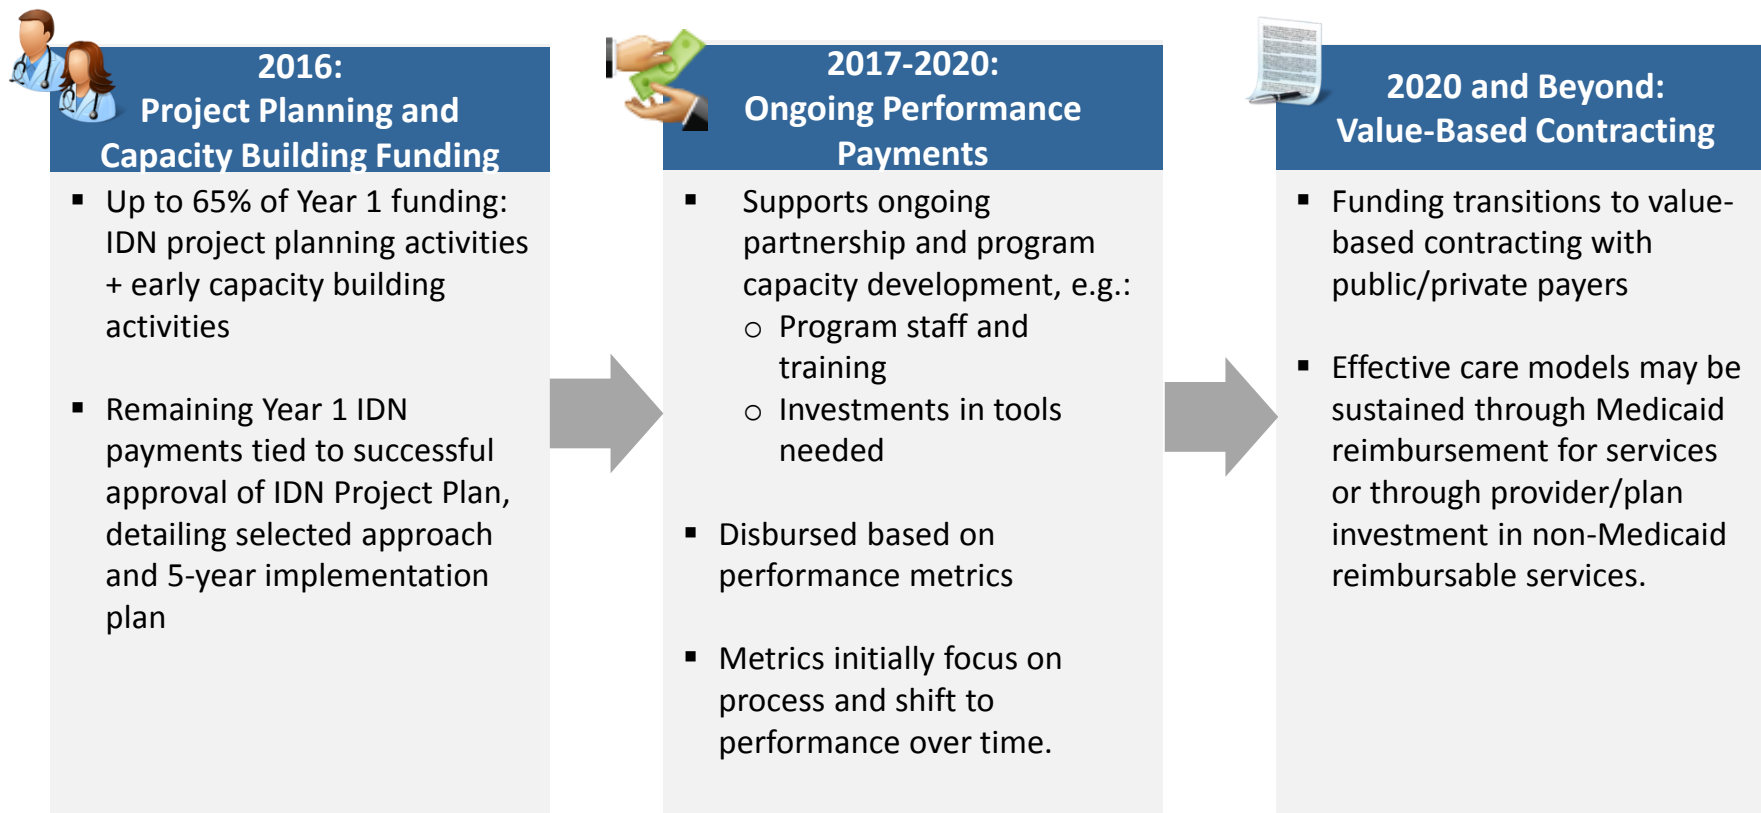 2016:
Project Planning and
Capacity Building Funding
▪ Up to 65% of Year 1 funding:
IDN project planning activities
+ early capacity building
activities
▪ Remaining Year 1 IDN
payments tied to successful
approval of IDN Project Plan,
detailing selected approach
and 5-year implementation
plan
2017-2020:
Ongoing Performance
Payments
▪ Supports ongoing
partnership and program
capacity development, e.g.:
o Program staff and
training
o Investments in tools
needed
▪ Disbursed based on
performance metrics
▪ Metrics initially focus on
process and shift to
performance over time.
2020 and Beyond:
Value-Based Contracting
▪ Funding transitions to value-
based contracting with
public/private payers
▪ Effective care models may be
sustained through Medicaid
reimbursement for services
or through provider/plan
investment in non-Medicaid
reimbursable services.